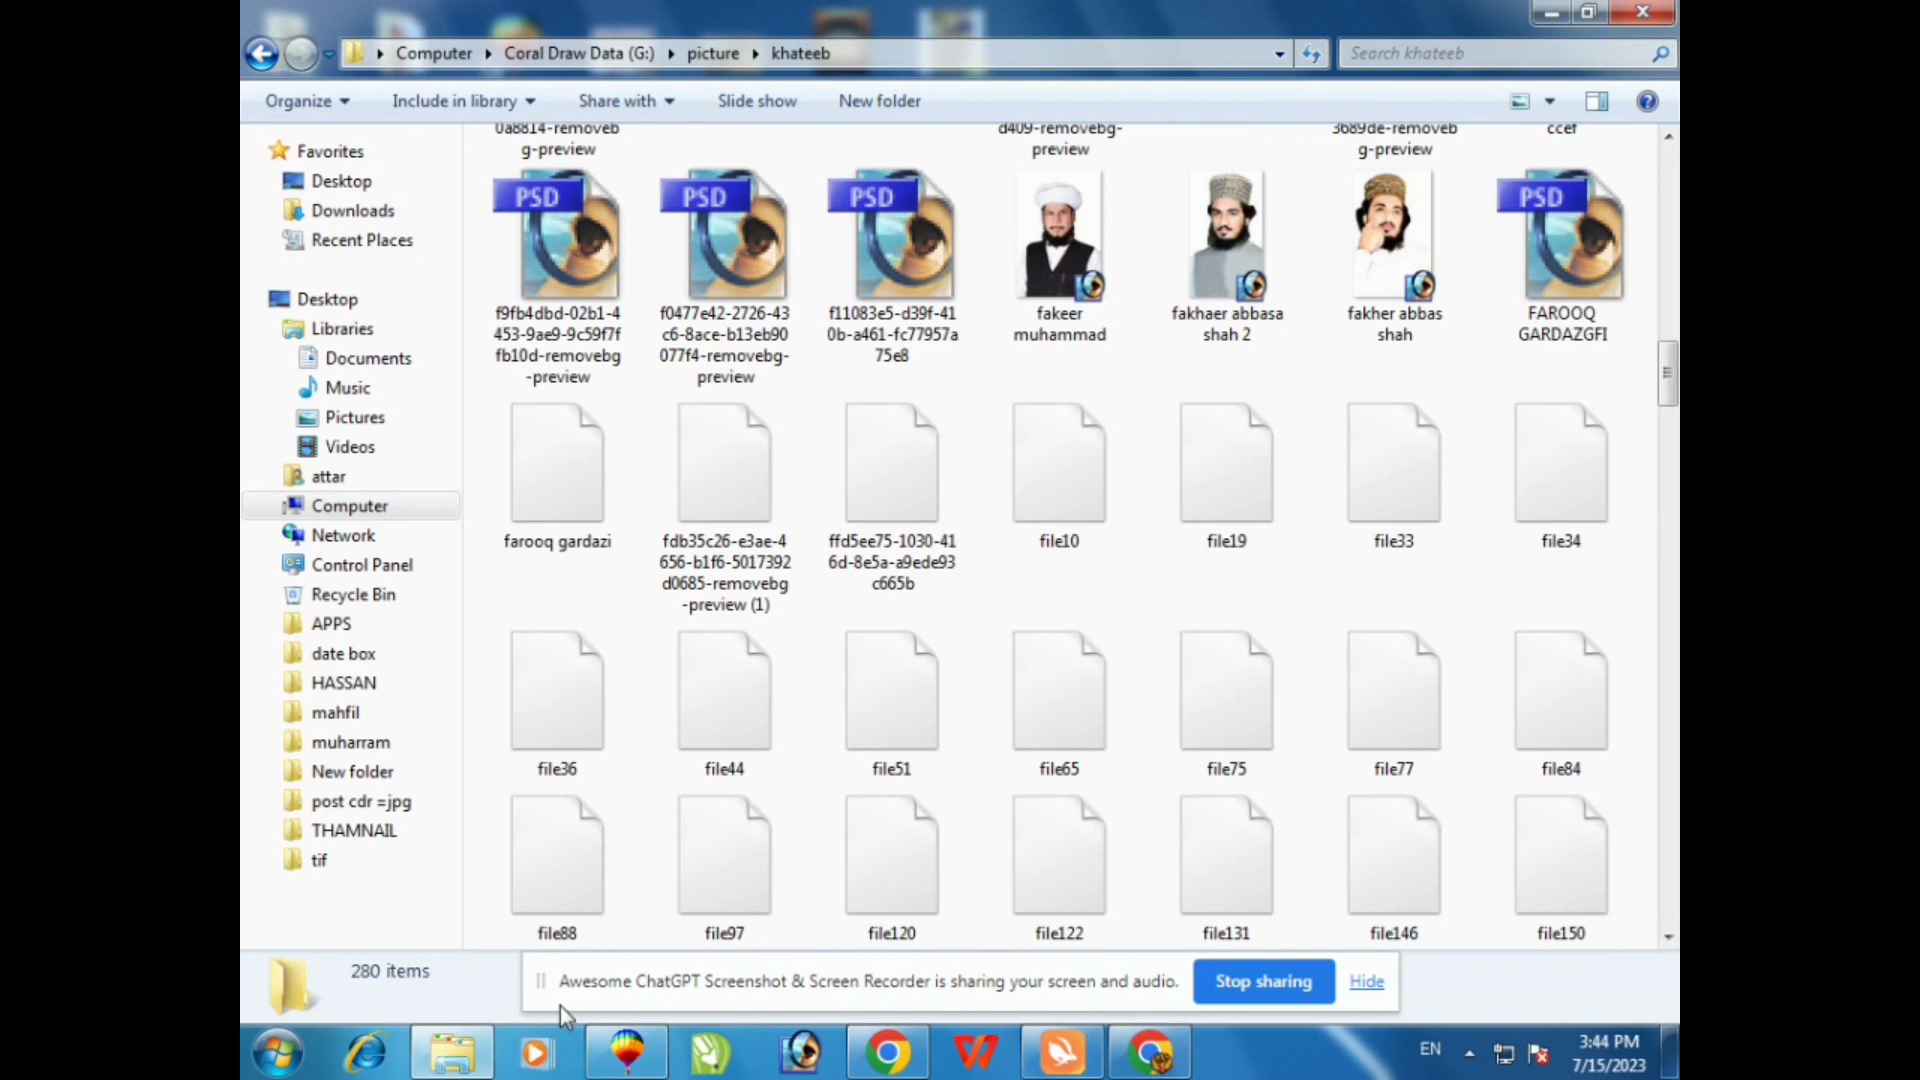 Computer Coral Draw Data (G:) picture khateeb
Search khateeb
Organize Include in library Share with Slide show New folder
Favorites
Desktop
Downloads
Recent Places
Desktop
Libraries
Documents
Music
Pictures
Videos
attar
Computer
Network
Control Panel
Recycle Bin
APPS
date box
HASSAN
mahfil
muharram
New folder
post cdr =jpg
THAMNAIL
tif
0a8814-removeb
g-preview
d409-removebg-
preview
3689de-removeb
g-preview
ccef
PSD
f9fb4dbd-02b1-4
453-9ae9-9c59f7f
fb10d-removebg
-preview
PSD
f0477e42-2726-43
c6-8ace-b13eb90
077f4-removebg-
preview
PSD
f11083e5-d39f-41
0b-a461-fc77957a
75e8
fakeer
muhammad
fakhaer abbasa
shah 2
fakher abbas
shah
PSD
FAROOQ
GARDAZGFI
farooq gardazi
fdb35c26-e3ae-4
656-b1f6-5017392
d0685-removebg
-preview (1)
ffd5ee75-1030-41
6d-8e5a-a9ede93
c665b
file10
file19
file33
file34
file36
file44
file51
file65
file75
file77
file84
file88
file97
file120
file122
file131
file146
file150
280 items
Awesome ChatGPT Screenshot & Screen Recorder is sharing your screen and audio.
Stop sharing
Hide
EN
3:44 PM
7/15/2023